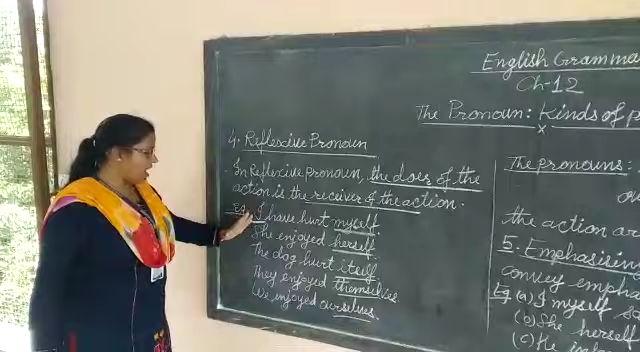 English Gramma
Ch-12
The Pronoun: Kinds of p
4. Reflexive Pronoun
In Reflexive pronoun, the doer of the
action is the receiver of the action.
Eg. I have hurt myself.
She enjoyed herself.
The dog hurt itself
They enjoyed themselves
We enjoyed ourselves.
The pronouns:
the action ar
5. Emphasising
convey empha
Eg (a) I myself sa
(b) She herself
(c) He